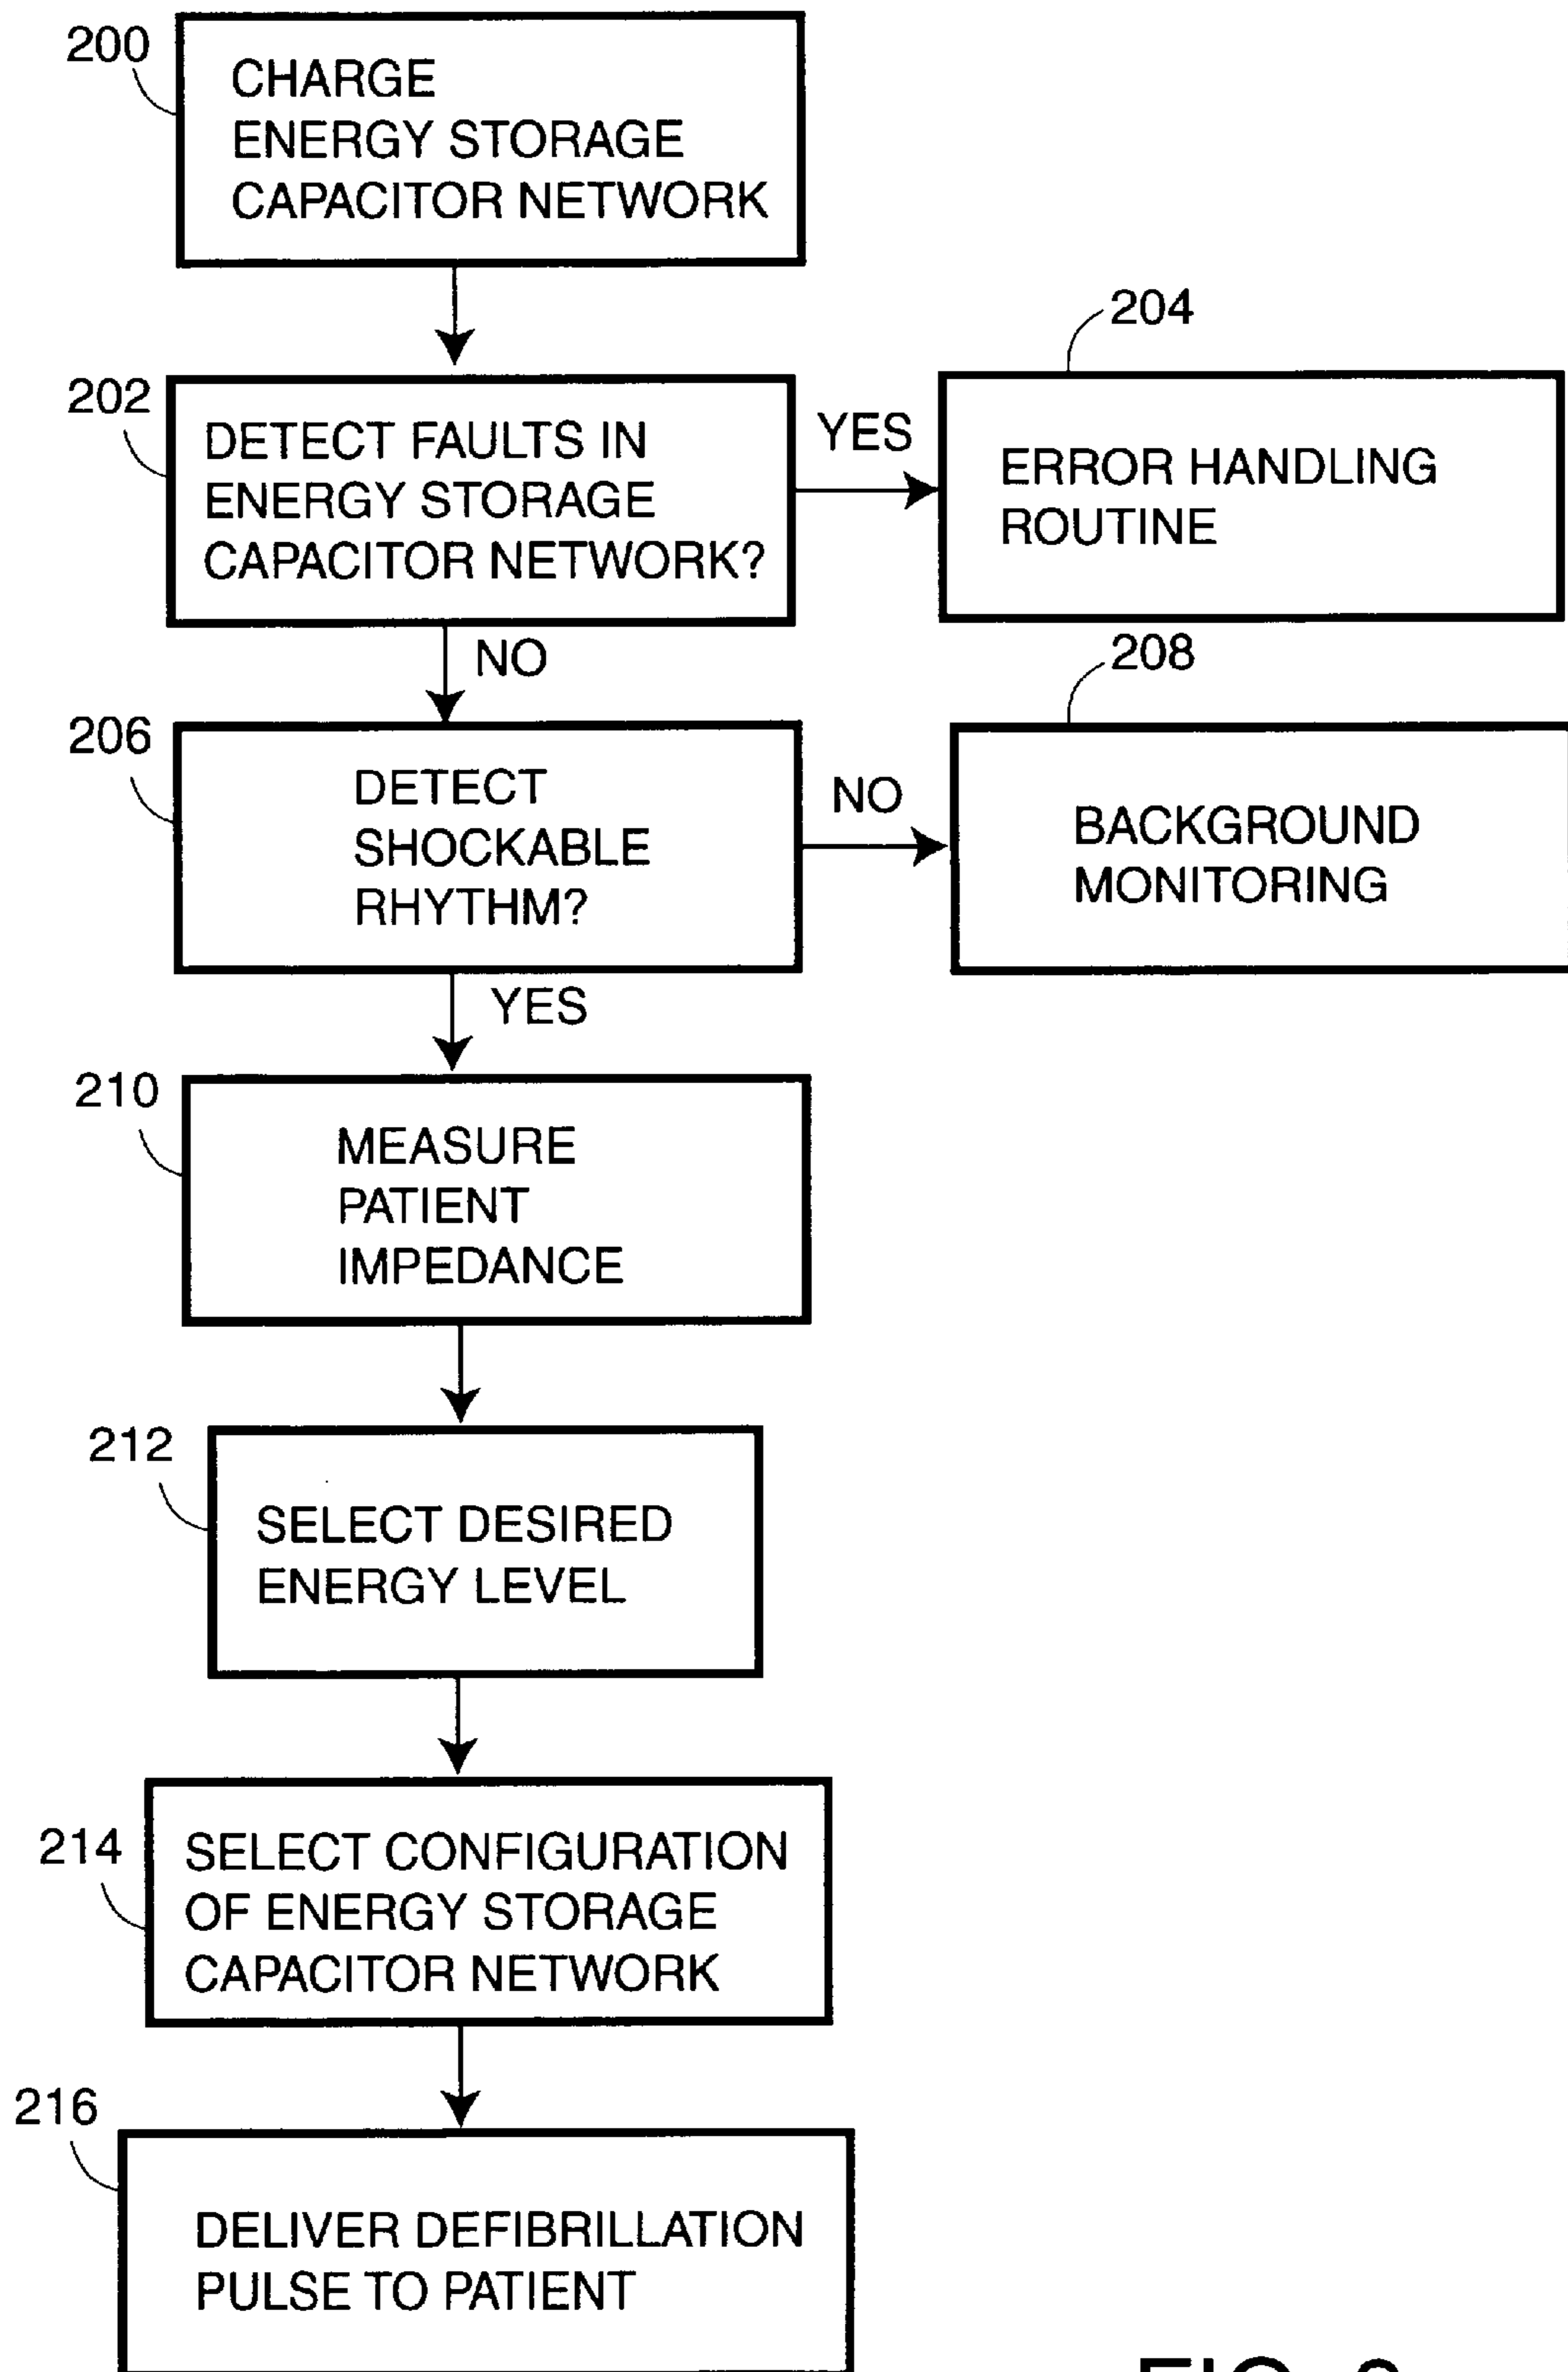 200
CHARGE
ENERGY STORAGE
CAPACITOR NETWORK
202
DETECT FAULTS IN
ENERGY STORAGE
CAPACITOR NETWORK?
YES
204
ERROR HANDLING
ROUTINE
NO
206
DETECT
SHOCKABLE
RHYTHM?
NO
208
BACKGROUND
MONITORING
YES
210
MEASURE
PATIENT
IMPEDANCE
212
SELECT DESIRED
ENERGY LEVEL
214
SELECT CONFIGURATION
OF ENERGY STORAGE
CAPACITOR NETWORK
216
DELIVER DEFIBRILLATION
PULSE TO PATIENT